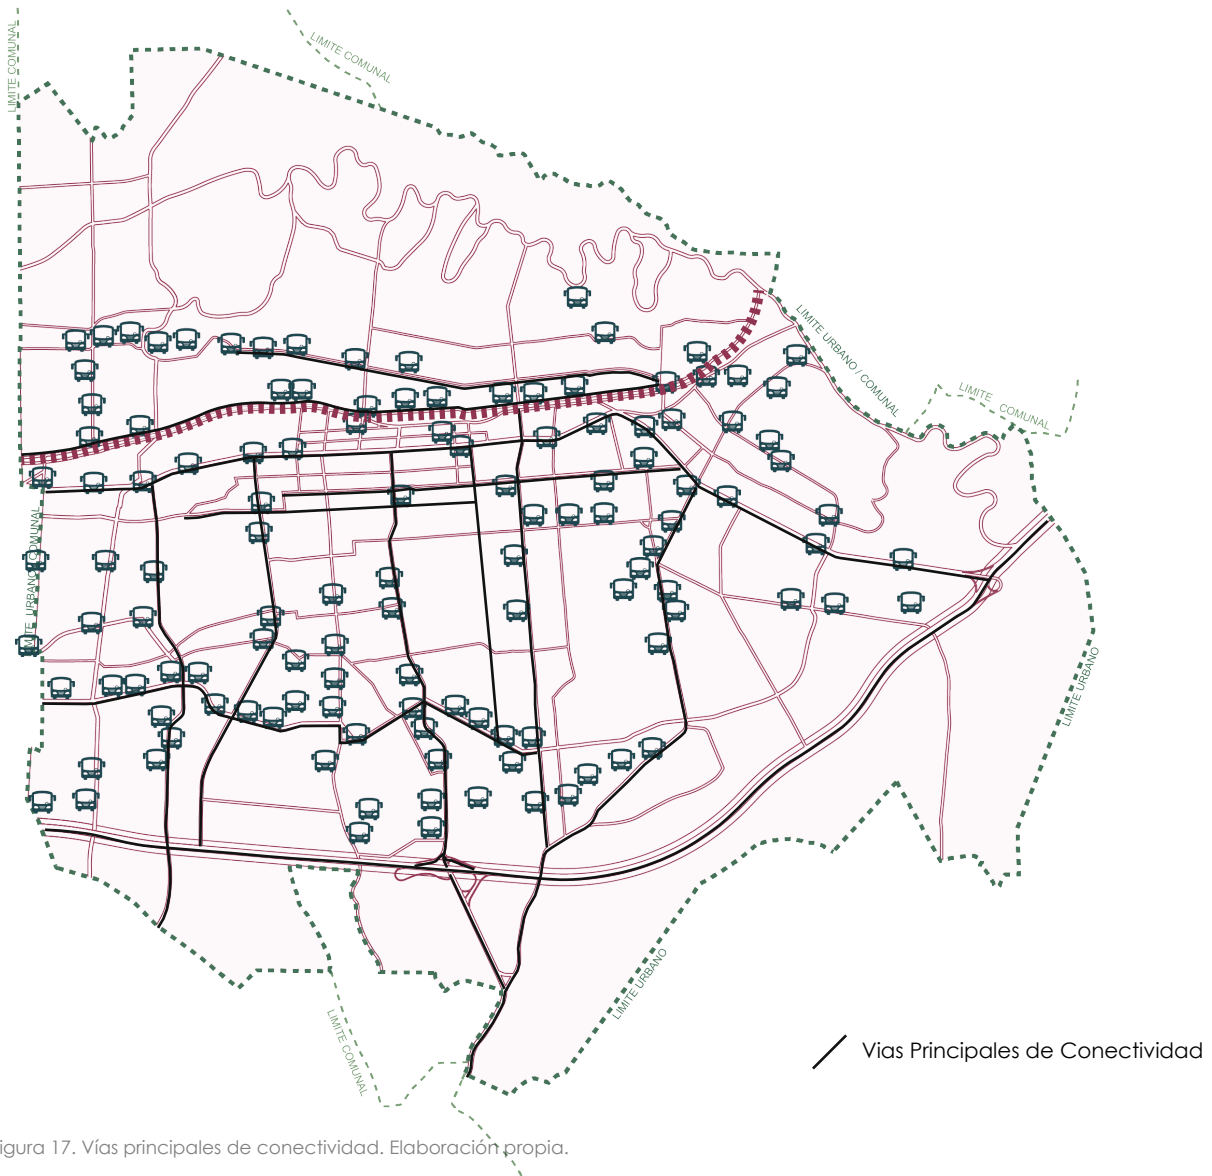 LIMITE COMUNAL
LIMITE COMUNAL
LIMITE URBANO / COMUNAL
LIMITE COMUNAL
LIMITE URBANO / COMUNAL
LIMITE URBANO
LIMITE URBANO
LIMITE COMUNAL
Vias Principales de Conectividad
igura 17. Vías principales de conectividad. Elaboración propia.